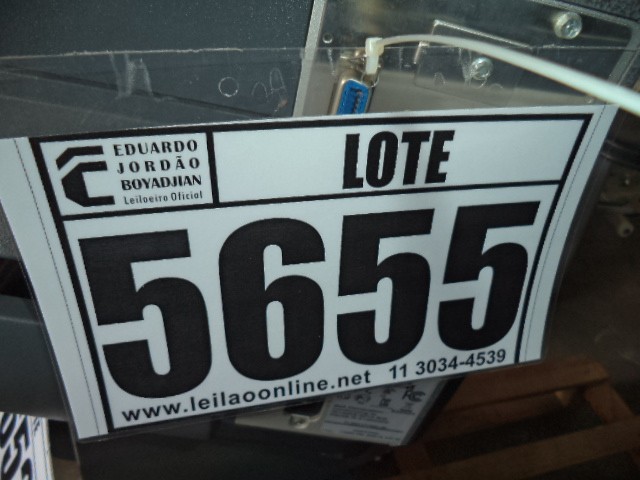 EDUARDO
JORDÃO
BOYADJIAN
Leiloeiro Oficial
LOTE
5655
www.leilaoonline.net 11 3034-4539